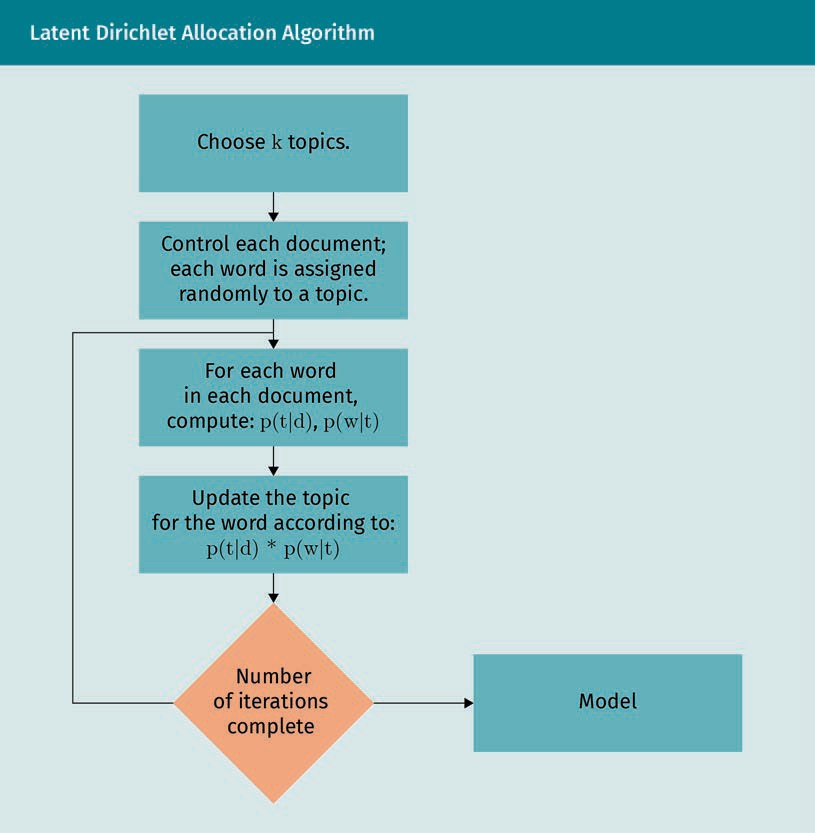 Latent Dirichlet Allocation Algorithm
Choose k topics.
Control each document;
each word is assigned
randomly to a topic.
For each word
in each document,
compute: p(t|d), p(w|t)
Update the topic
for the word according to:
p(t|d) * p(w|t)
Number
of iterations
complete
Model